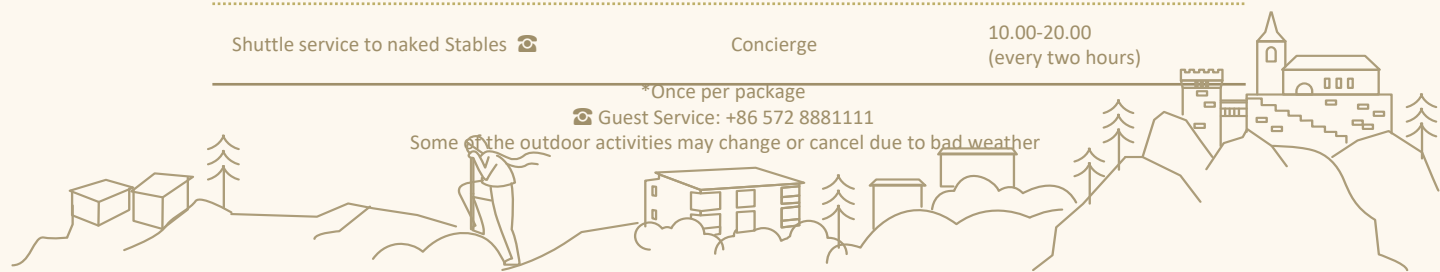 Shuttle service to naked Stables ☎ Concierge 10.00-20.00
(every two hours)
*Once per package
☎ Guest Service: +86 572 8881111
Some of the outdoor activities may change or cancel due to bad weather